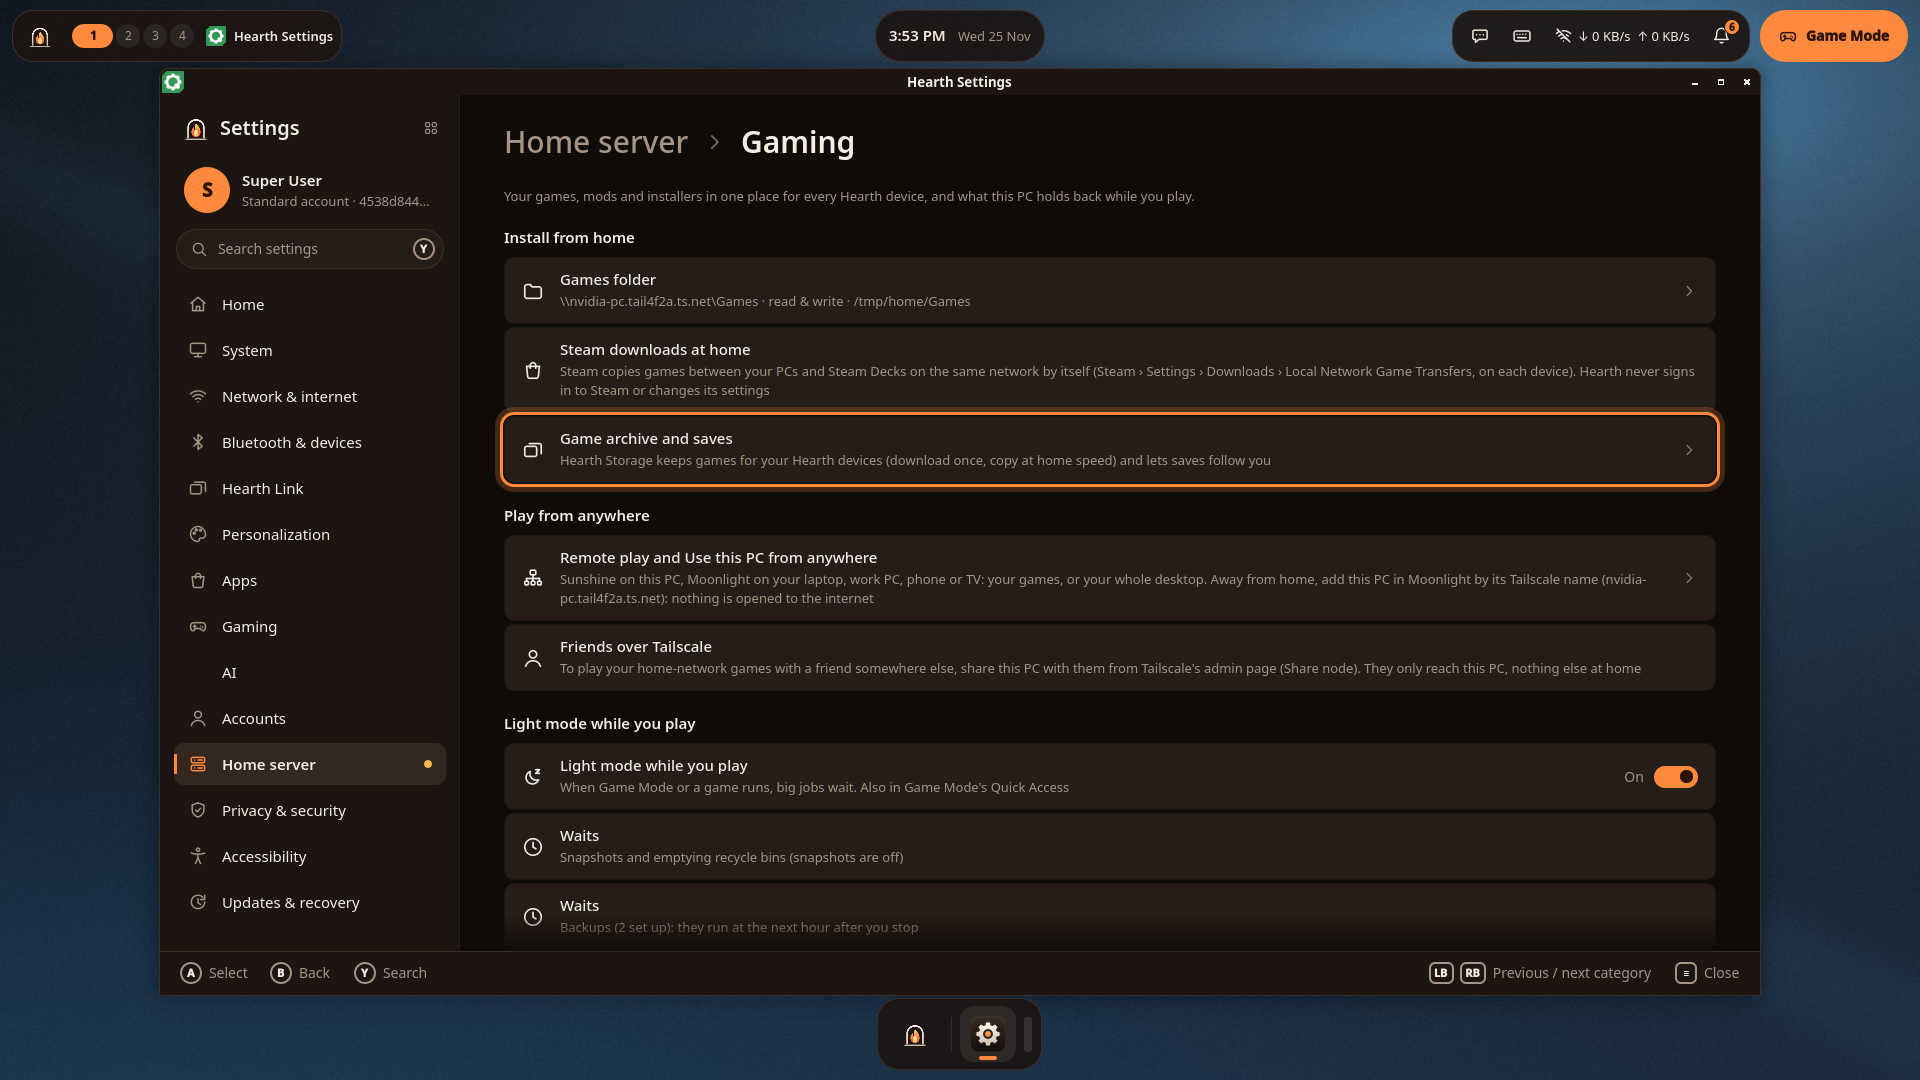 1 2 3 4 Hearth Settings
3:53 PM Wed 25 Nov
↓ 0 KB/s ↑ 0 KB/s 6 Game Mode
Hearth Settings
Settings
S
Super User
Standard account · 4538d844...
Search settings Y
Home
System
Network & internet
Bluetooth & devices
Hearth Link
Personalization
Apps
Gaming
AI
Accounts
Home server
Privacy & security
Accessibility
Updates & recovery
Home server › Gaming
Your games, mods and installers in one place for every Hearth device, and what this PC holds back while you play.
Install from home
Games folder
\\nvidia-pc.tail4f2a.ts.net\Games · read & write · /tmp/home/Games
Steam downloads at home
Steam copies games between your PCs and Steam Decks on the same network by itself (Steam › Settings › Downloads › Local Network Game Transfers, on each device). Hearth never signs
in to Steam or changes its settings
Game archive and saves
Hearth Storage keeps games for your Hearth devices (download once, copy at home speed) and lets saves follow you
Play from anywhere
Remote play and Use this PC from anywhere
Sunshine on this PC, Moonlight on your laptop, work PC, phone or TV: your games, or your whole desktop. Away from home, add this PC in Moonlight by its Tailscale name (nvidia-
pc.tail4f2a.ts.net): nothing is opened to the internet
Friends over Tailscale
To play your home-network games with a friend somewhere else, share this PC with them from Tailscale's admin page (Share node). They only reach this PC, nothing else at home
Light mode while you play
Light mode while you play
When Game Mode or a game runs, big jobs wait. Also in Game Mode's Quick Access
On
Waits
Snapshots and emptying recycle bins (snapshots are off)
Waits
Backups (2 set up): they run at the next hour after you stop
A Select B Back Y Search
LB RB Previous / next category ≡ Close